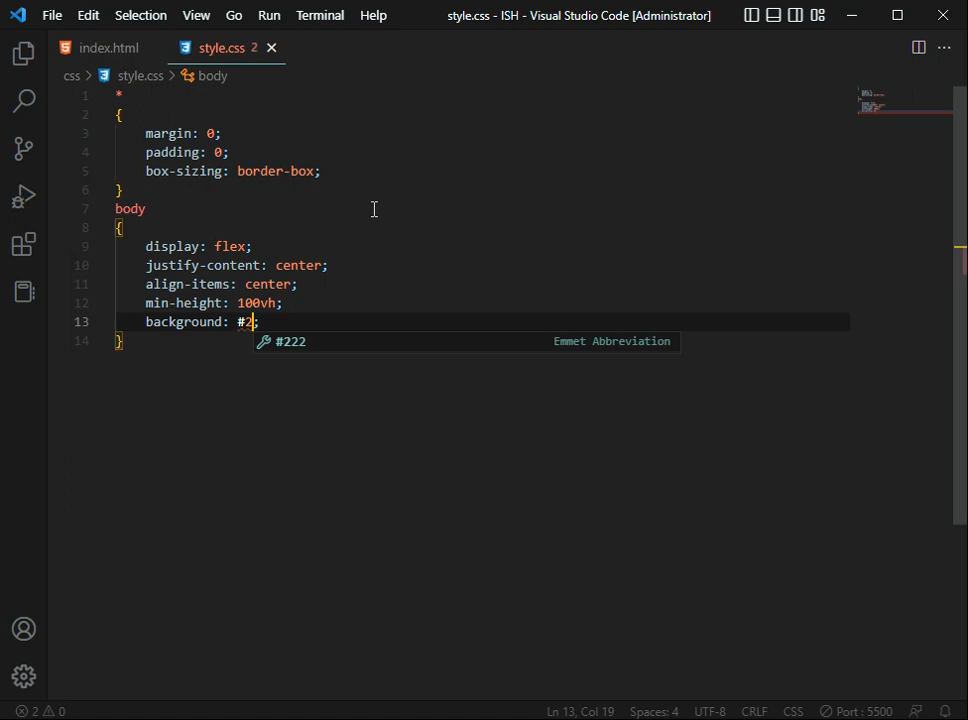 File Edit Selection View Go Run Terminal Help
style.css - ISH - Visual Studio Code [Administrator]
index.html
style.css 2
css > style.css > body
1 *
2 {
3 margin: 0;
4 padding: 0;
5 box-sizing: border-box;
6 }
7 body
8 {
9 display: flex;
10 justify-content: center;
11 align-items: center;
12 min-height: 100vh;
13 background: #2;
#222 Emmet Abbreviation
14 }
2 0 Ln 13, Col 19 Spaces: 4 UTF-8 CRLF CSS Port : 5500